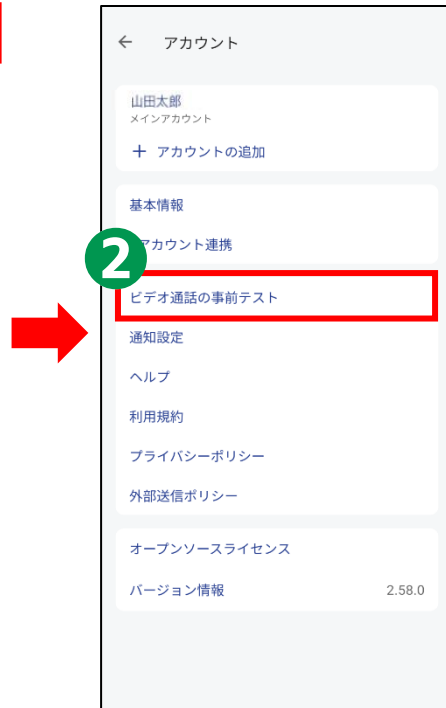 ← アカウント
山田太郎
メインアカウント
+ アカウントの追加
基本情報
アカウント連携
2
ビデオ通話の事前テスト
通知設定
ヘルプ
利用規約
プライバシーポリシー
外部送信ポリシー
オープンソースライセンス
バージョン情報 2.58.0